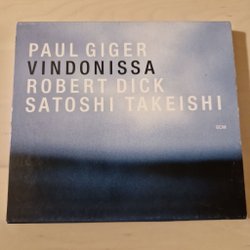 PAUL GIGER
VINDONISSA
ROBERT DICK
SATOSHI TAKEISHI
ECM